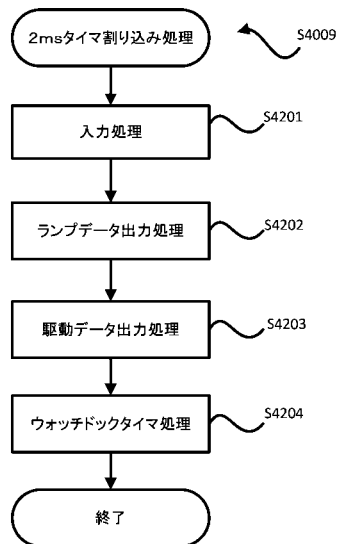 2msタイマ割り込み処理
S4009
入力処理
S4201
ランプデータ出力処理
S4202
駆動データ出力処理
S4203
ウォッチドックタイマ処理
S4204
終了